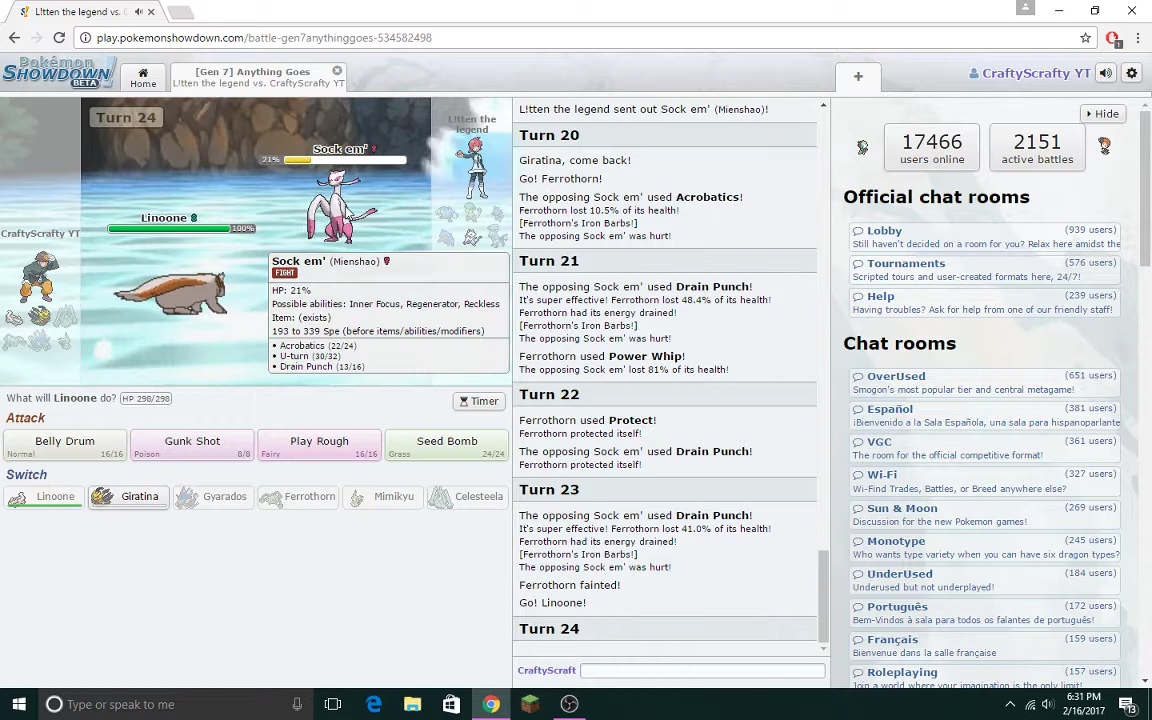 L!tten the legend vs. C
play.pokemonshowdown.com/battle-gen7anythinggoes-534582498
1
Pokémon
SHOWDOWN
BETA
Home
[Gen 7] Anything Goes
L!tten the legend vs. CraftyScrafty YT
CraftyScrafty YT
Turn 24
L!tten the
legend
Sock em'
21%
Linoone
100%
CraftyScrafty YT
Sock em' (Mienshao)
FIGHT
HP: 21%
Possible abilities: Inner Focus, Regenerator, Reckless
Item: (exists)
193 to 339 Spe (before items/abilities/modifiers)
• Acrobatics (22/24)
• U-turn (30/32)
• Drain Punch (13/16)
What will Linoone do? HP 298/298
Timer
Attack
Belly Drum
Normal 16/16
Gunk Shot
Poison 8/8
Play Rough
Fairy 16/16
Seed Bomb
Grass 24/24
Switch
Linoone
Giratina
Gyarados
Ferrothorn
Mimikyu
Celesteela
L!tten the legend sent out Sock em' (Mienshao)!
Turn 20
Giratina, come back!
Go! Ferrothorn!
The opposing Sock em' used Acrobatics!
Ferrothorn lost 10.5% of its health!
[Ferrothorn's Iron Barbs!]
The opposing Sock em' was hurt!
Turn 21
The opposing Sock em' used Drain Punch!
It's super effective! Ferrothorn lost 48.4% of its health!
Ferrothorn had its energy drained!
[Ferrothorn's Iron Barbs!]
The opposing Sock em' was hurt!
Ferrothorn used Power Whip!
The opposing Sock em' lost 81% of its health!
Turn 22
Ferrothorn used Protect!
Ferrothorn protected itself!
The opposing Sock em' used Drain Punch!
Ferrothorn protected itself!
Turn 23
The opposing Sock em' used Drain Punch!
It's super effective! Ferrothorn lost 41.0% of its health!
Ferrothorn had its energy drained!
[Ferrothorn's Iron Barbs!]
The opposing Sock em' was hurt!
Ferrothorn fainted!
Go! Linoone!
Turn 24
CraftyScraft
Hide
17466
users online
2151
active battles
Official chat rooms
Lobby (939 users)
Still haven't decided on a room for you? Relax here amidst the
Tournaments (576 users)
Scripted tours and user-created formats here, 24/7!
Help (239 users)
Having troubles? Ask for help from one of our friendly staff!
Chat rooms
OverUsed (651 users)
Smogon's most popular tier and central metagame!
Español (381 users)
¡Bienvenido a la Sala Española, una sala para hispanoparlante
VGC (361 users)
The room for the official competitive format!
Wi-Fi (327 users)
Wi-Find Trades, Battles, or Breed anywhere else?
Sun & Moon (269 users)
Discussion for the new Pokemon games!
Monotype (245 users)
Who wants type variety when you can have six dragon types?
UnderUsed (184 users)
Underused but not underplayed!
Português (172 users)
Bem-Vindos à sala para todos os falantes de português!
Français (159 users)
Bienvenue dans la salle française
Roleplaying (157 users)
Join a world where your imagination is the only limit!
Type or speak to me
6:31 PM
2/16/2017
13